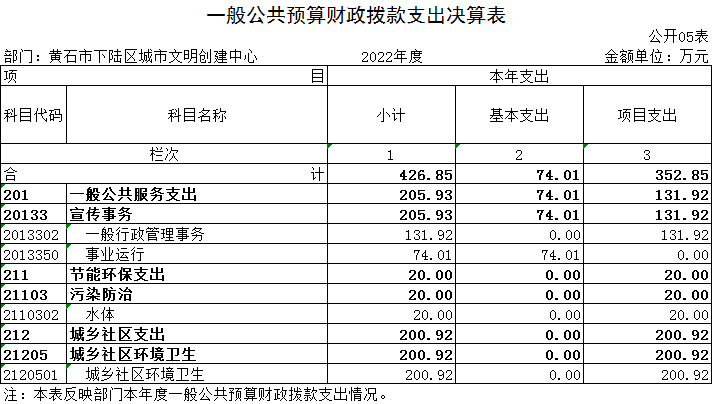 一般公共预算财政拨款支出决算表
公开05表
部门：黄石市下陆区城市文明创建中心 2022年度 金额单位：万元
项 目 本年支出
科目代码 科目名称 小计 基本支出 项目支出
栏次 1 2 3
合 计 426.85 74.01 352.85
201 一般公共服务支出 205.93 74.01 131.92
20133 宣传事务 205.93 74.01 131.92
2013302 一般行政管理事务 131.92 0.00 131.92
2013350 事业运行 74.01 74.01 0.00
211 节能环保支出 20.00 0.00 20.00
21103 污染防治 20.00 0.00 20.00
2110302 水体 20.00 0.00 20.00
212 城乡社区支出 200.92 0.00 200.92
21205 城乡社区环境卫生 200.92 0.00 200.92
2120501 城乡社区环境卫生 200.92 0.00 200.92
注：本表反映部门本年度一般公共预算财政拨款支出情况。